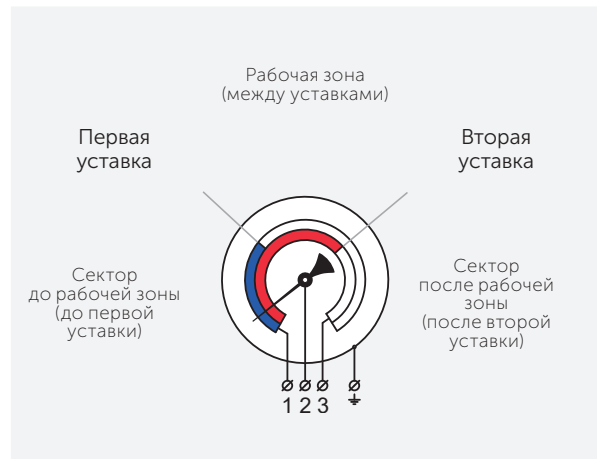 Рабочая зона
(между уставками)
Первая
уставка
Вторая
уставка
Сектор
до рабочей зоны
(до первой
уставки)
Сектор
после рабочей
зоны
(после второй
уставки)
1 2 3